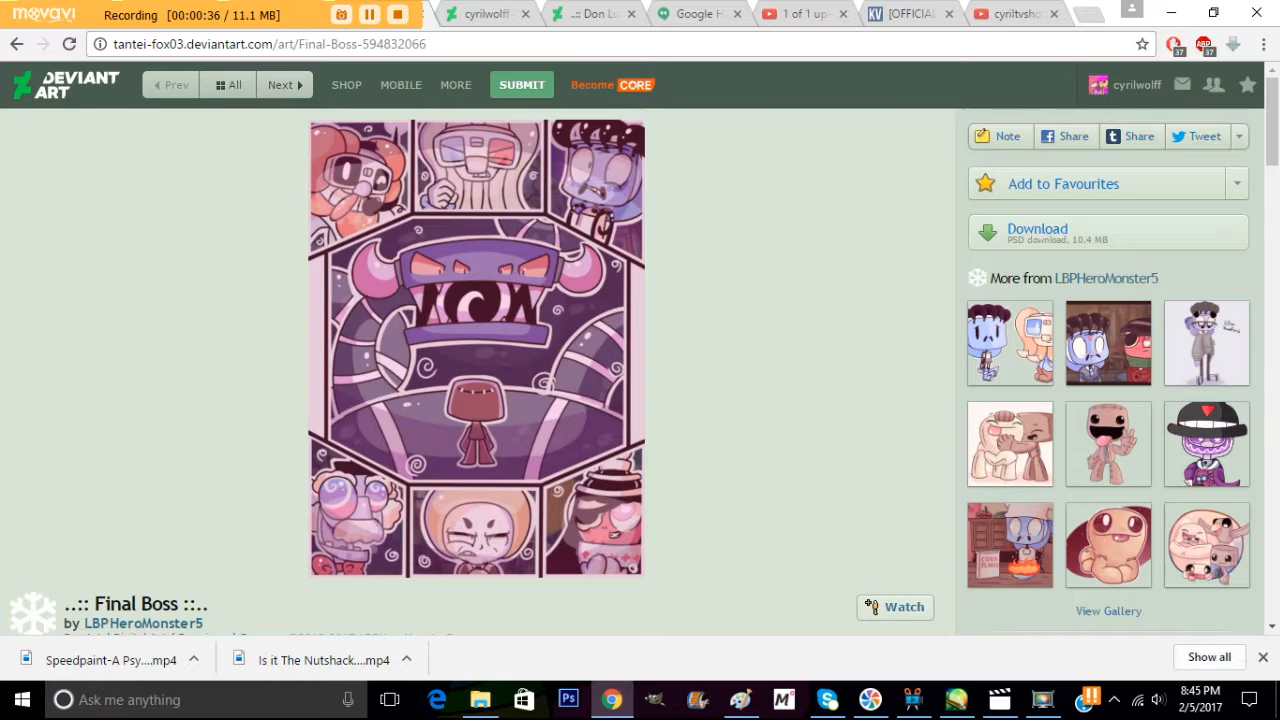 movavi Recording [00:00:36 / 11.1 MB]
cyrilwolff ..:: Don Lu Google H 1 of 1 upl [OFFICIAL cyriltvsho
tantei-fox03.deviantart.com/art/Final-Boss-594832066
37 37
DEVIANT ART Prev All Next SHOP MOBILE MORE SUBMIT Become CORE cyrilwolff
Note Share Share Tweet
Add to Favourites
Download
PSD download, 10.4 MB
More from LBPHeroMonster5
View Gallery
..:: Final Boss ::..
by LBPHeroMonster5
Watch
Speedpaint-A Psy....mp4 Is it The Nutshack....mp4 Show all
Ask me anything
8:45 PM
2/5/2017